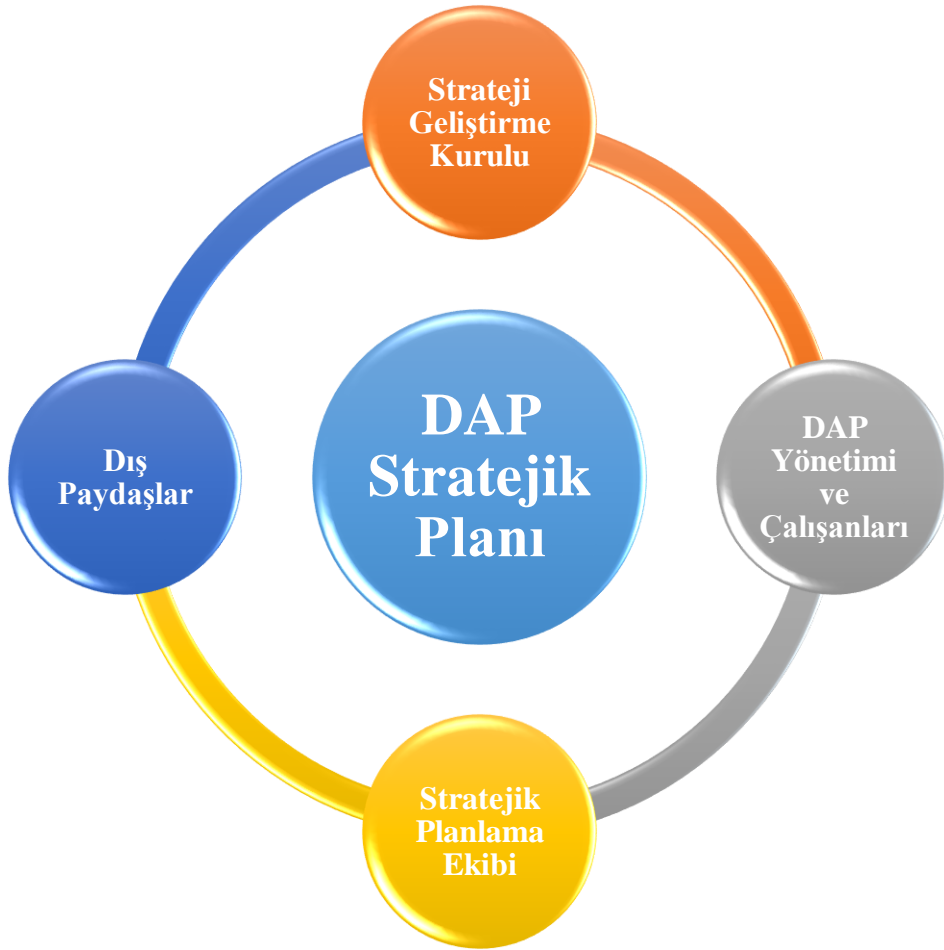 Strateji
Geliştirme
Kurulu
DAP
Stratejik
Planı
Dış
Paydaşlar
DAP
Yönetimi
ve
Çalışanları
Stratejik
Planlama
Ekibi